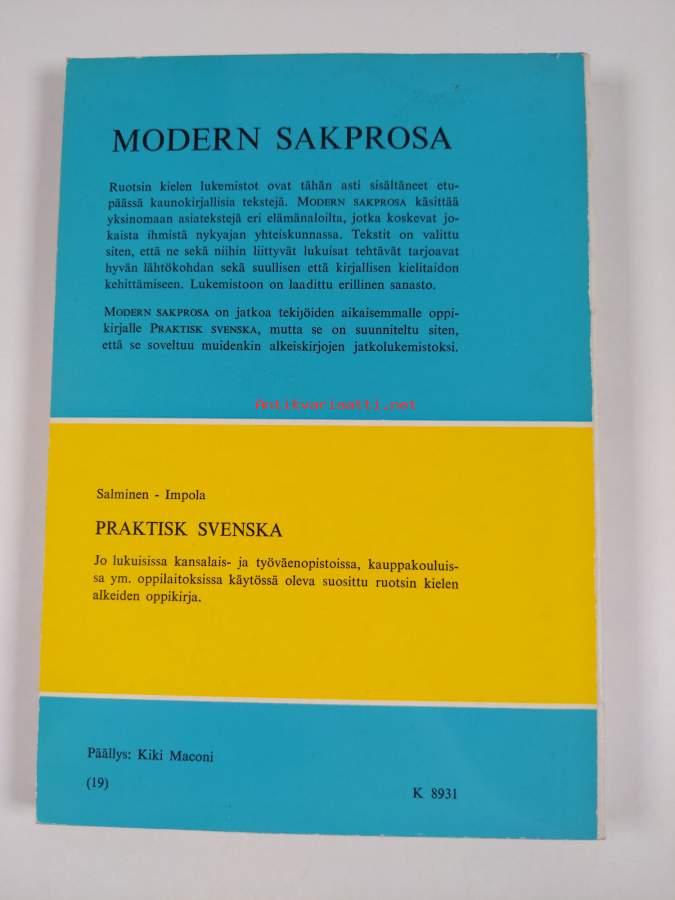 MODERN SAKPROSA
Ruotsin kielen lukemistot ovat tähän asti sisältäneet etu-
päässä kaunokirjallisia tekstejä. MODERN SAKPROSA käsittää
yksinomaan asiatekstejä eri elämänaloilta, jotka koskevat jo-
kaista ihmistä nykyajan yhteiskunnassa. Tekstit on valittu
siten, että ne sekä niihin liittyvät lukuisat tehtävät tarjoavat
hyvän lähtökohdan sekä suullisen että kirjallisen kielitaidon
kehittämiseen. Lukemistoon on laadittu erillinen sanasto.
MODERN SAKPROSA on jatkoa tekijöiden aikaisemmalle oppi-
kirjalle PRAKTISK SVENSKA, mutta se on suunniteltu siten,
että se soveltuu muidenkin alkeiskirjojen jatkolukemistoksi.
Antikvariaatti.net
Salminen - Impola
PRAKTISK SVENSKA
Jo lukuisissa kansalais- ja työväenopistoissa, kauppakouluis-
sa ym. oppilaitoksissa käytössä oleva suosittu ruotsin kielen
alkeiden oppikirja.
Päällys: Kiki Maconi
(19)
K 8931